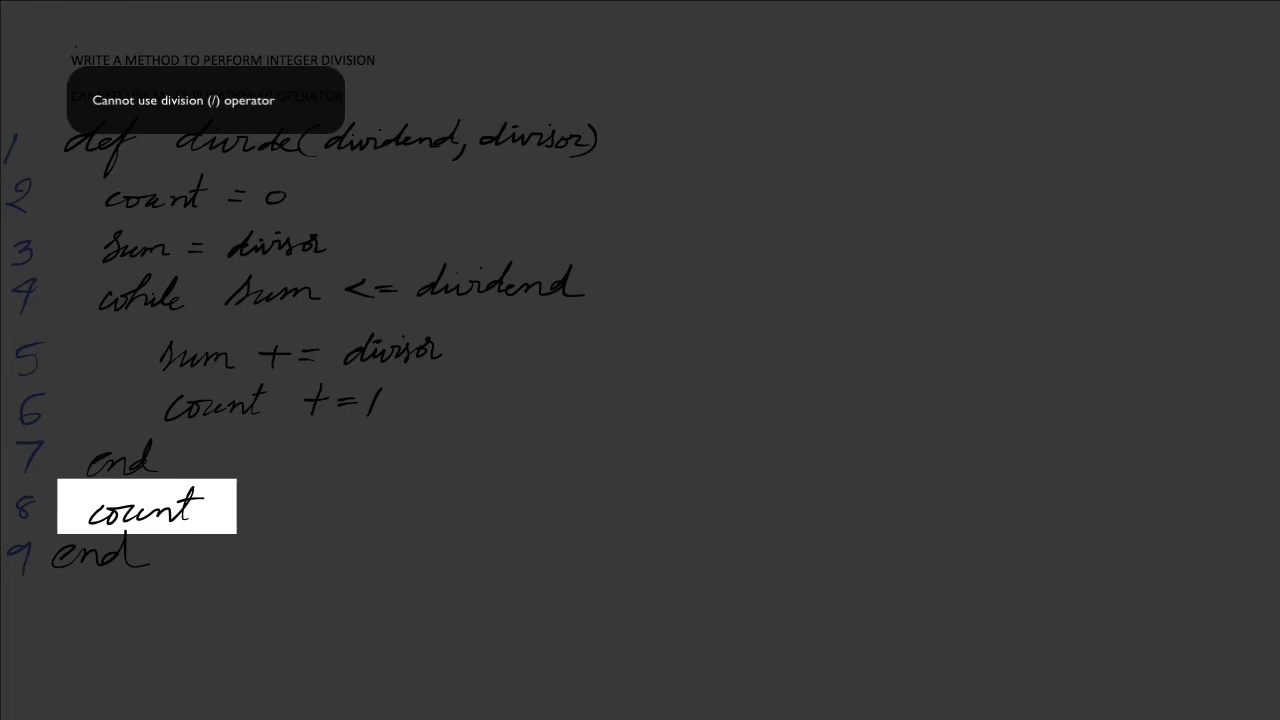 WRITE A METHOD TO PERFORM INTEGER DIVISION
Cannot use division (/) operator
1 def divide(dividend, divisor)
2 count = 0
3 sum = divisor
4 while sum <= dividend
5 sum += divisor
6 count += 1
7 end
8 count
9 end